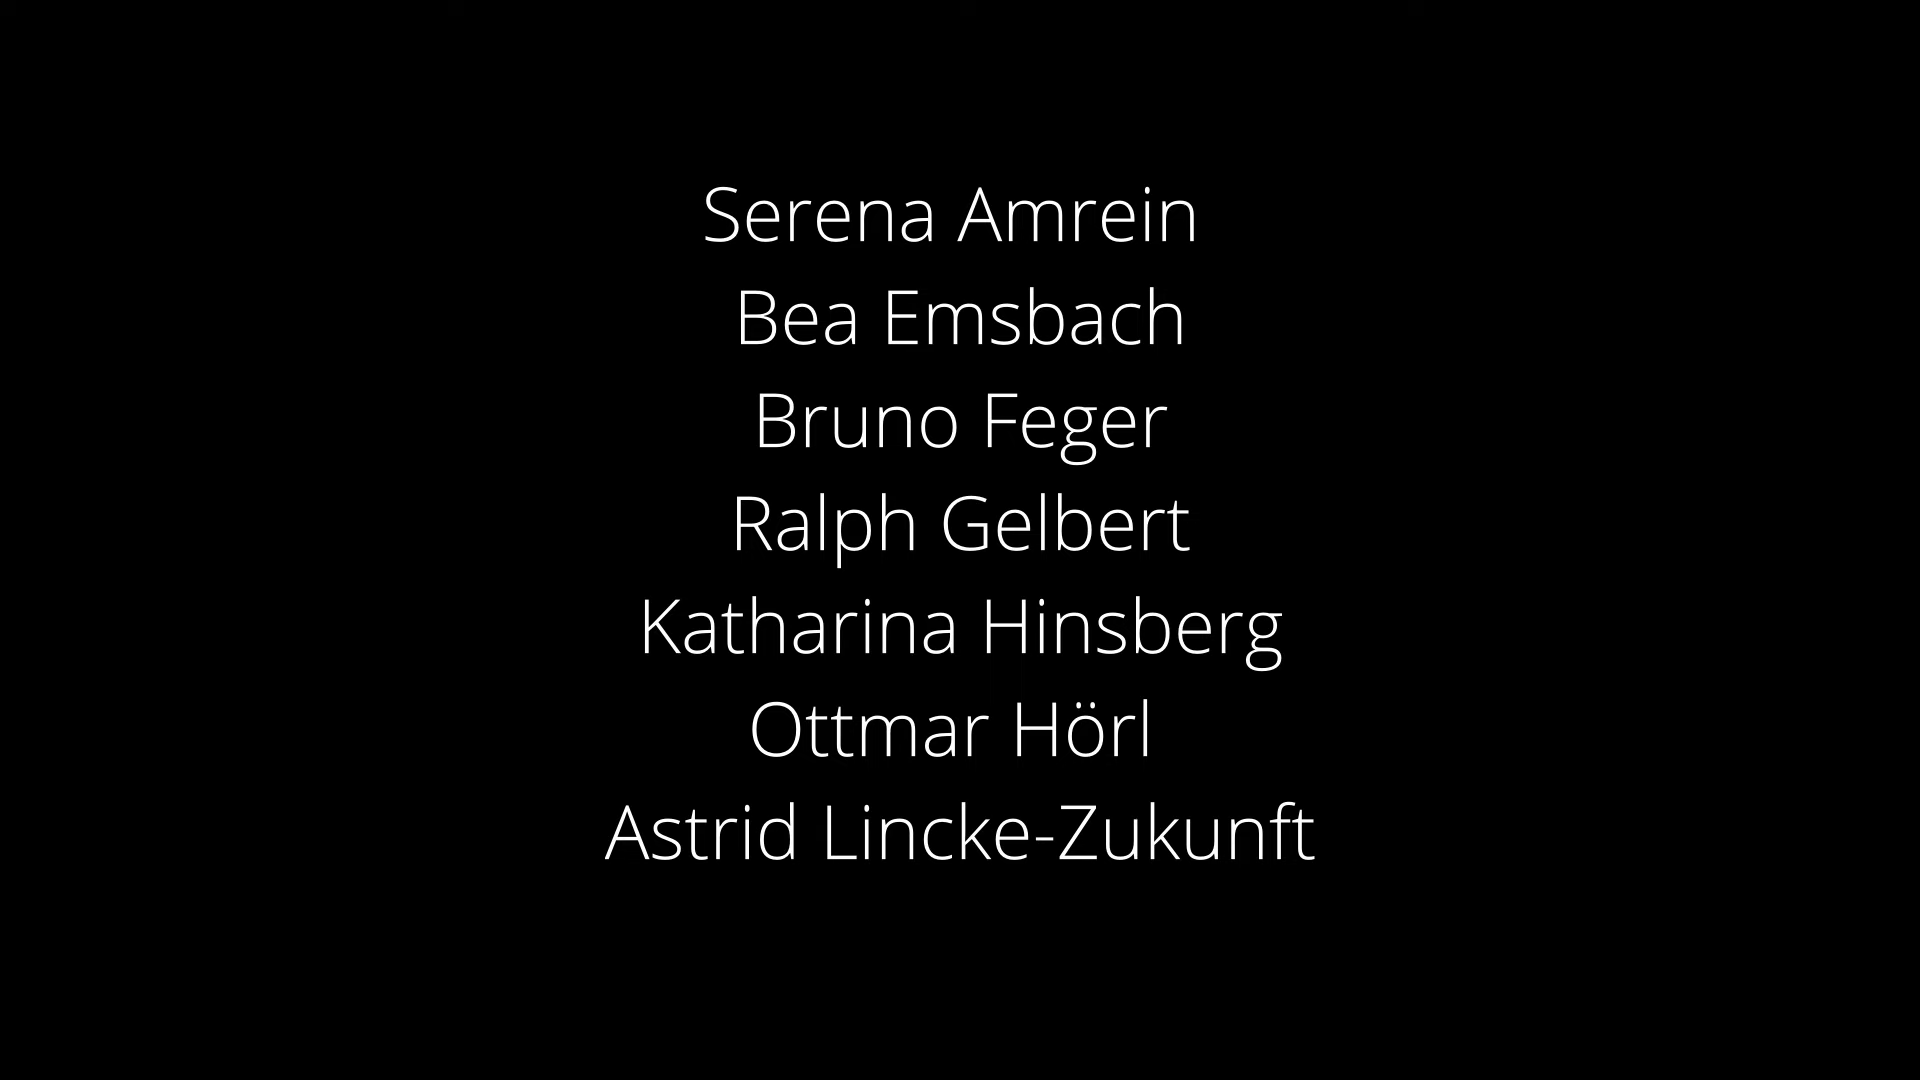 Serena Amrein
Bea Emsbach
Bruno Feger
Ralph Gelbert
Katharina Hinsberg
Ottmar Hörl
Astrid Lincke-Zukunft